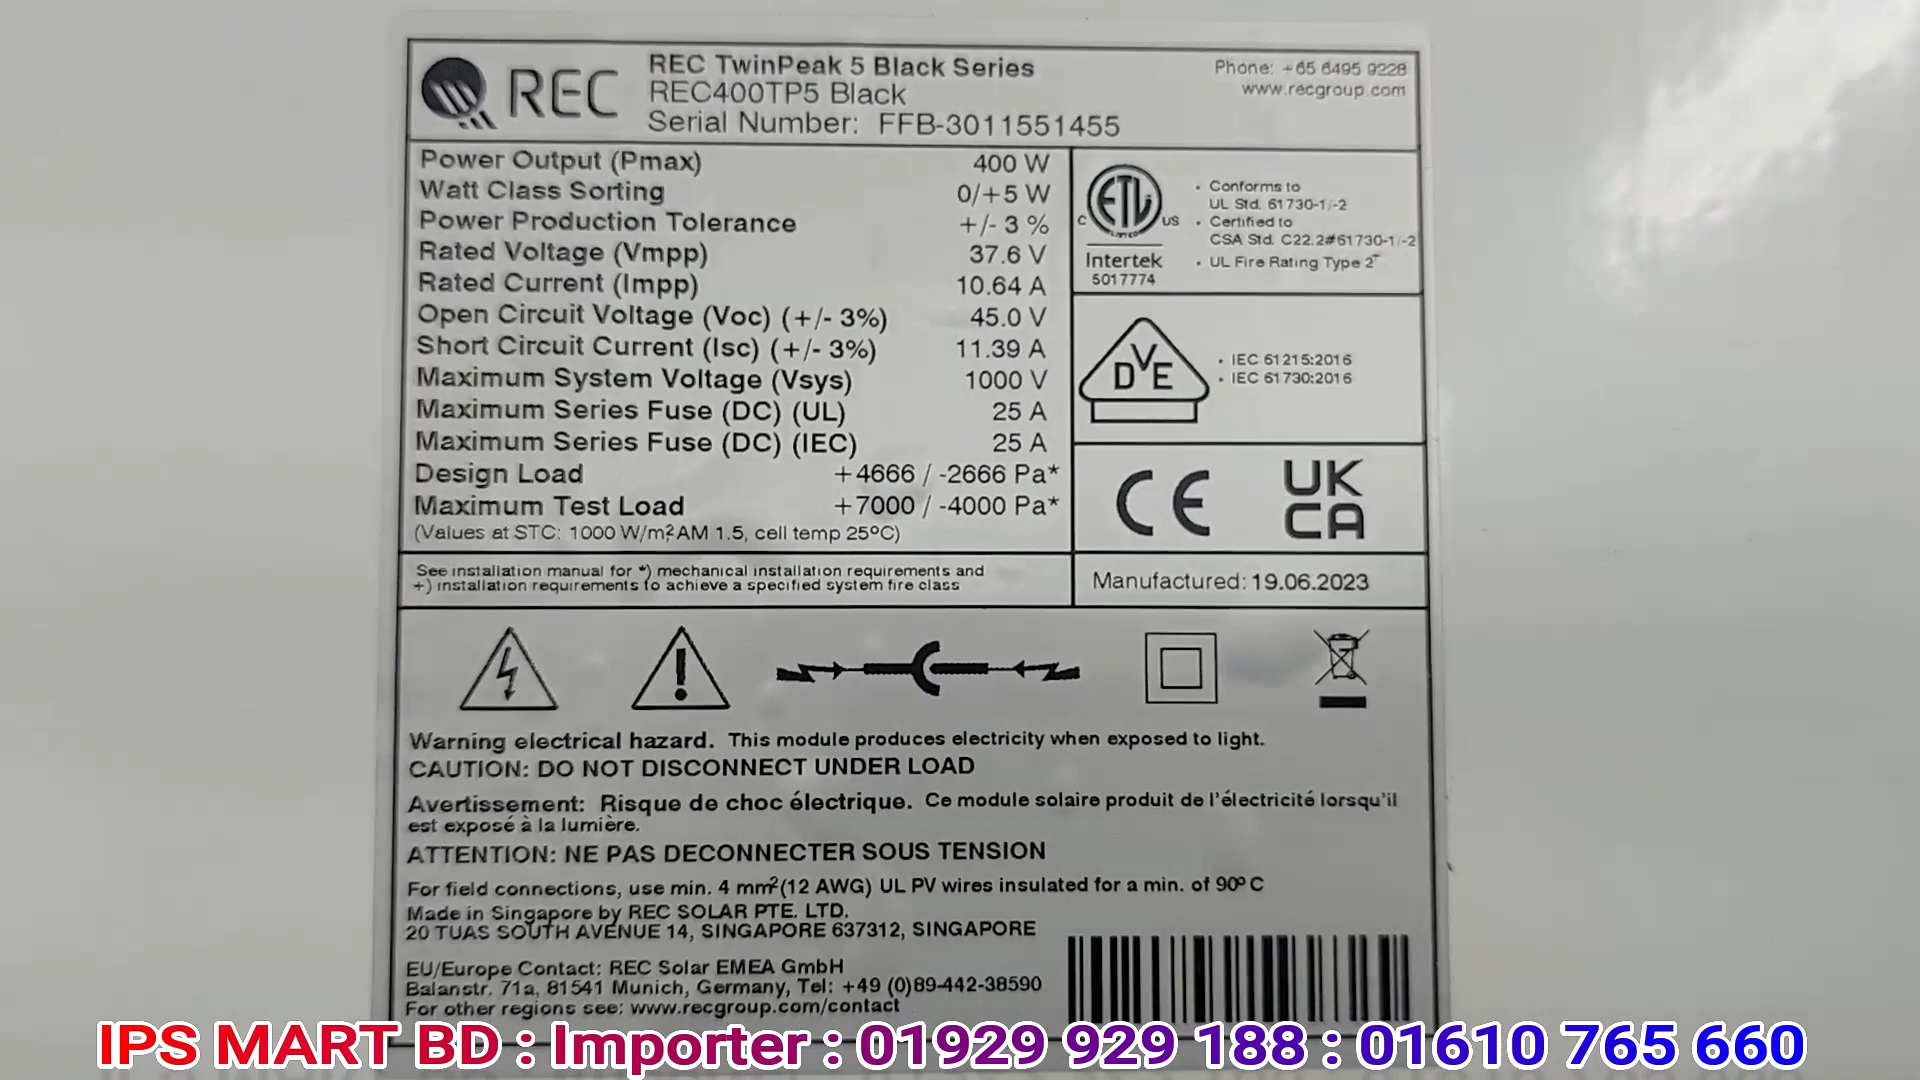 REC
REC TwinPeak 5 Black Series
REC400TP5 Black
Serial Number: FFB-3011551455
Phone: +65 6495 9228
www.recgroup.com
Power Output (Pmax) 400 W
Watt Class Sorting 0/+5 W
Power Production Tolerance +/- 3 %
Rated Voltage (Vmpp) 37.6 V
Rated Current (Impp) 10.64 A
Open Circuit Voltage (Voc) (+/- 3%) 45.0 V
Short Circuit Current (Isc) (+/- 3%) 11.39 A
Maximum System Voltage (Vsys) 1000 V
Maximum Series Fuse (DC) (UL) 25 A
Maximum Series Fuse (DC) (IEC) 25 A
Design Load +4666 / -2666 Pa*
Maximum Test Load +7000 / -4000 Pa*
(Values at STC: 1000 W/m², AM 1.5, cell temp 25°C)
See installation manual for *) mechanical installation requirements and
+) installation requirements to achieve a specified system fire class
C ETL US
LISTED
Intertek
5017774
• Conforms to
UL Std. 61730-1/-2
• Certified to
CSA Std. C22.2#61730-1/-2
• UL Fire Rating Type 2+
DVE
• IEC 61215:2016
• IEC 61730:2016
CE
UK
CA
Manufactured: 19.06.2023
Warning electrical hazard. This module produces electricity when exposed to light.
CAUTION: DO NOT DISCONNECT UNDER LOAD
Avertissement: Risque de choc électrique. Ce module solaire produit de l'électricité lorsqu'il
est exposé à la lumière.
ATTENTION: NE PAS DECONNECTER SOUS TENSION
For field connections, use min. 4 mm² (12 AWG) UL PV wires insulated for a min. of 90°C
Made in Singapore by REC SOLAR PTE. LTD.
20 TUAS SOUTH AVENUE 14, SINGAPORE 637312, SINGAPORE
EU/Europe Contact: REC Solar EMEA GmbH
Balanstr. 71a, 81541 Munich, Germany, Tel: +49 (0)89-442-38590
For other regions see: www.recgroup.com/contact
IPS MART BD : Importer : 01929 929 188 : 01610 765 660